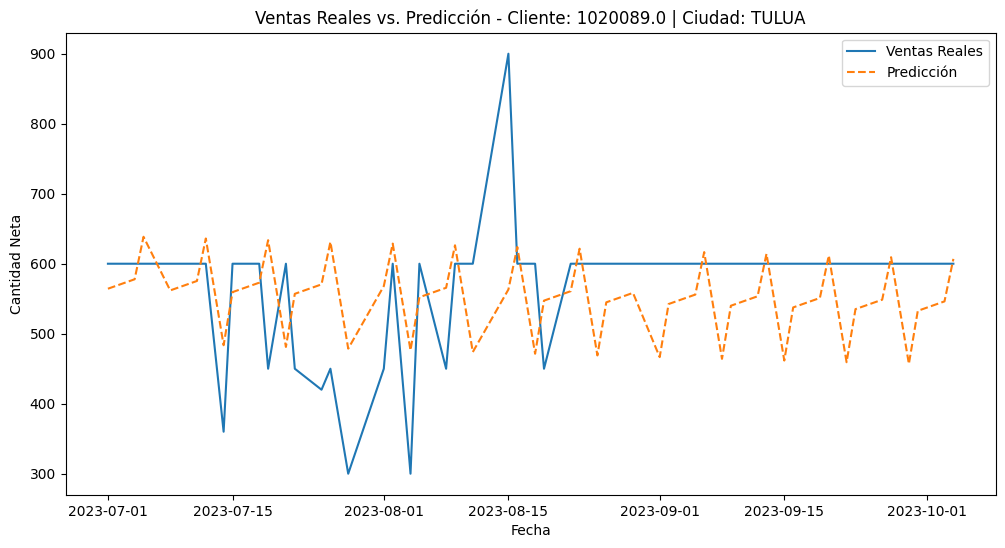 Ventas Reales vs. Predicción - Cliente: 1020089.0 | Ciudad: TULUA
Ventas Reales
Predicción
Cantidad Neta
900
800
700
600
500
400
300
2023-07-01
2023-07-15
2023-08-01
2023-08-15
2023-09-01
2023-09-15
2023-10-01
Fecha